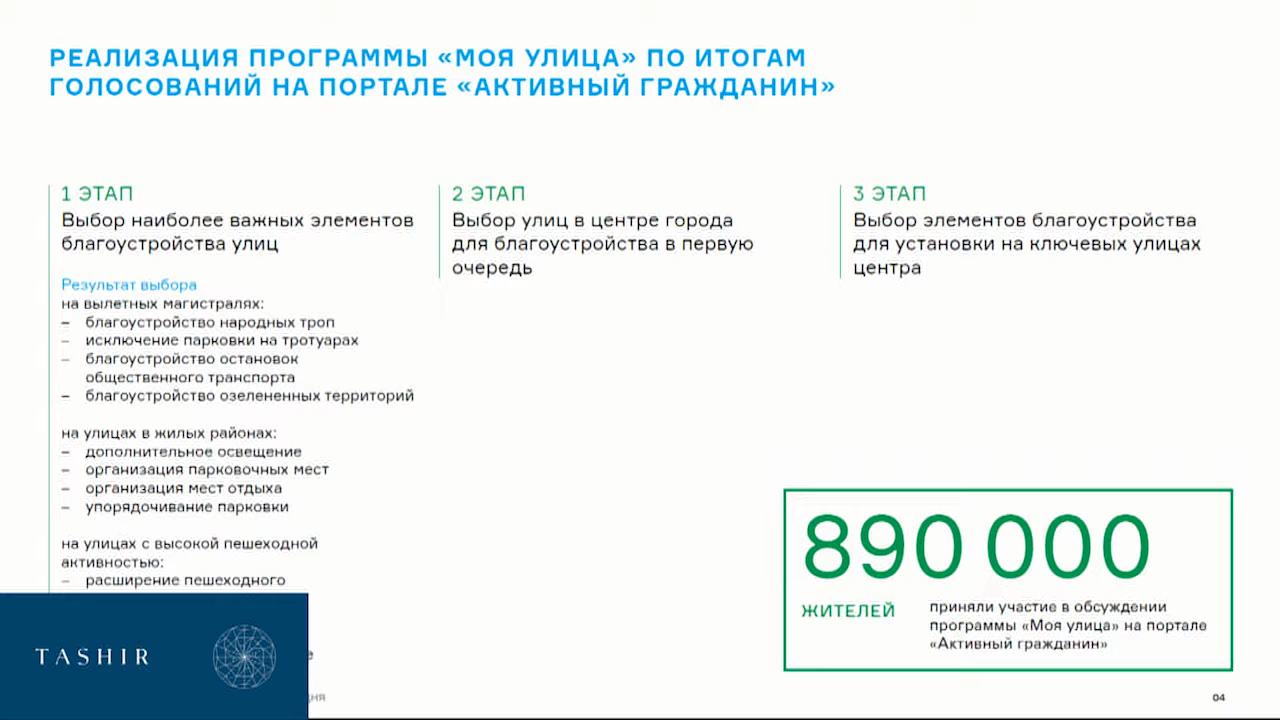 РЕАЛИЗАЦИЯ ПРОГРАММЫ «МОЯ УЛИЦА» ПО ИТОГАМ
ГОЛОСОВАНИЙ НА ПОРТАЛЕ «АКТИВНЫЙ ГРАЖДАНИН»
1 ЭТАП
Выбор наиболее важных элементов
благоустройства улиц
Результат выбора
на вылетных магистралях:
– благоустройство народных троп
– исключение парковки на тротуарах
– благоустройство остановок
общественного транспорта
– благоустройство озелененных территорий
на улицах в жилых районах:
– дополнительное освещение
– организация парковочных мест
– организация мест отдыха
– упорядочивание парковки
на улицах с высокой пешеходной
активностью:
– расширение пешеходного
2 ЭТАП
Выбор улиц в центре города
для благоустройства в первую
очередь
3 ЭТАП
Выбор элементов благоустройства
для установки на ключевых улицах
центра
890 000
ЖИТЕЛЕЙ
приняли участие в обсуждении
программы «Моя улица» на портале
«Активный гражданин»
TASHIR
04